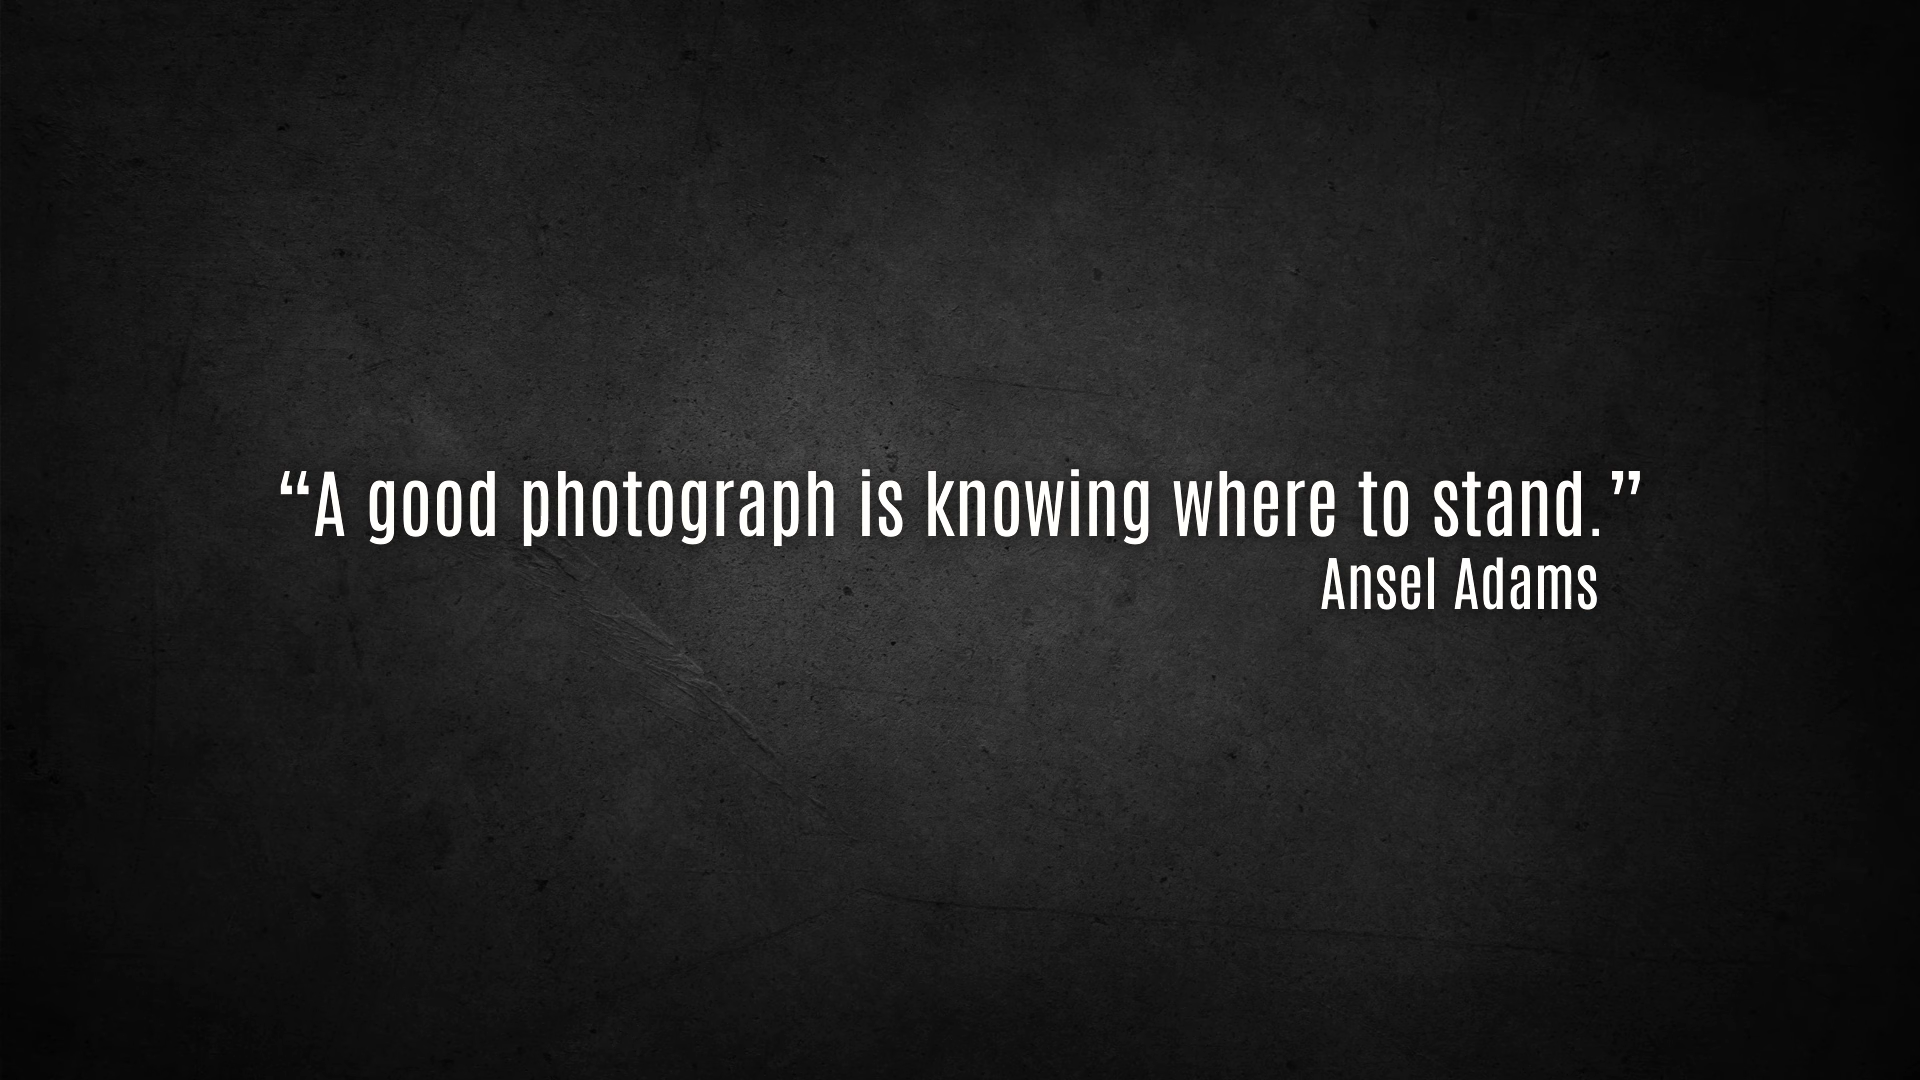 “A good photograph is knowing where to stand.”
Ansel Adams